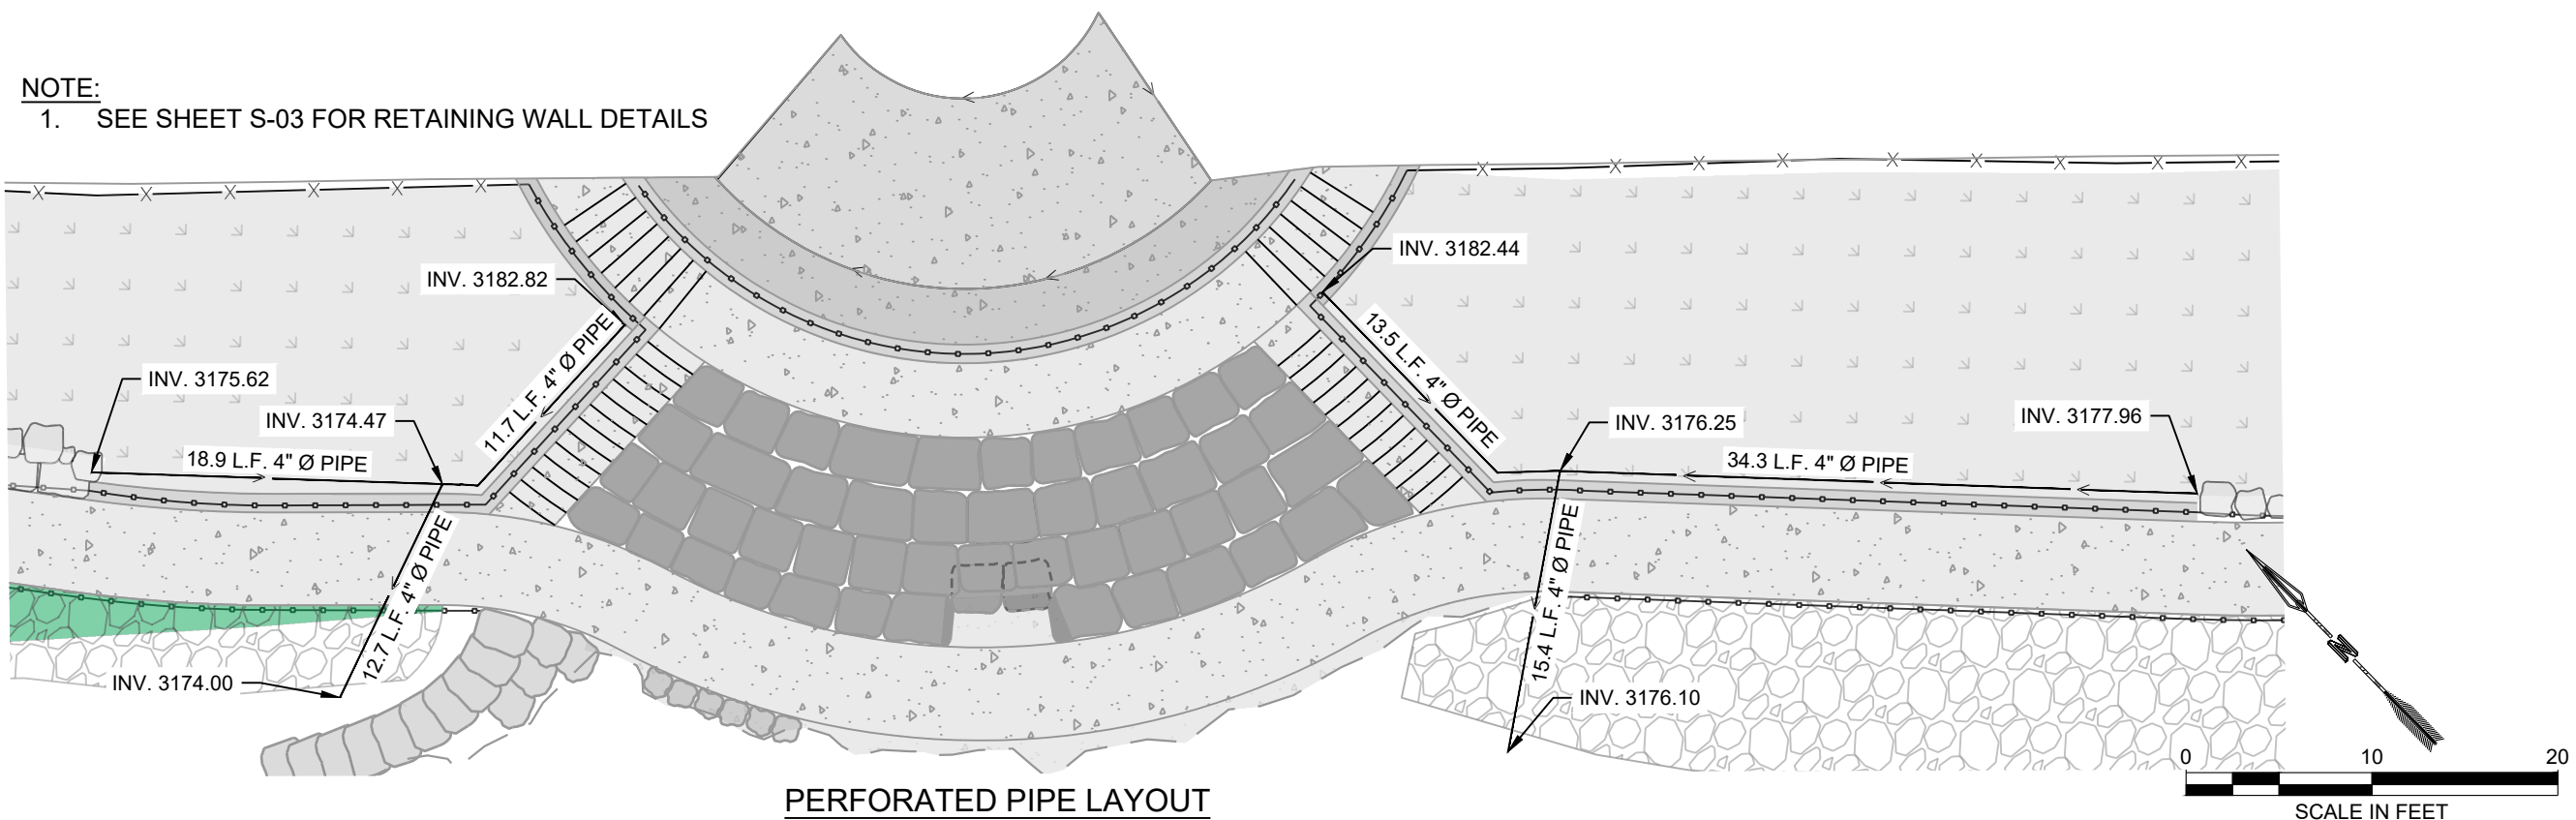 NOTE:
1. SEE SHEET S-03 FOR RETAINING WALL DETAILS
INV. 3182.82
INV. 3182.44
11.7 L.F. 4" Ø PIPE
13.5 L.F. 4" Ø PIPE
INV. 3175.62
INV. 3174.47
18.9 L.F. 4" Ø PIPE
INV. 3176.25
INV. 3177.96
34.3 L.F. 4" Ø PIPE
12.7 L.F. 4" Ø PIPE
15.4 L.F. 4" Ø PIPE
INV. 3174.00
INV. 3176.10
N
0 10 20
SCALE IN FEET
PERFORATED PIPE LAYOUT